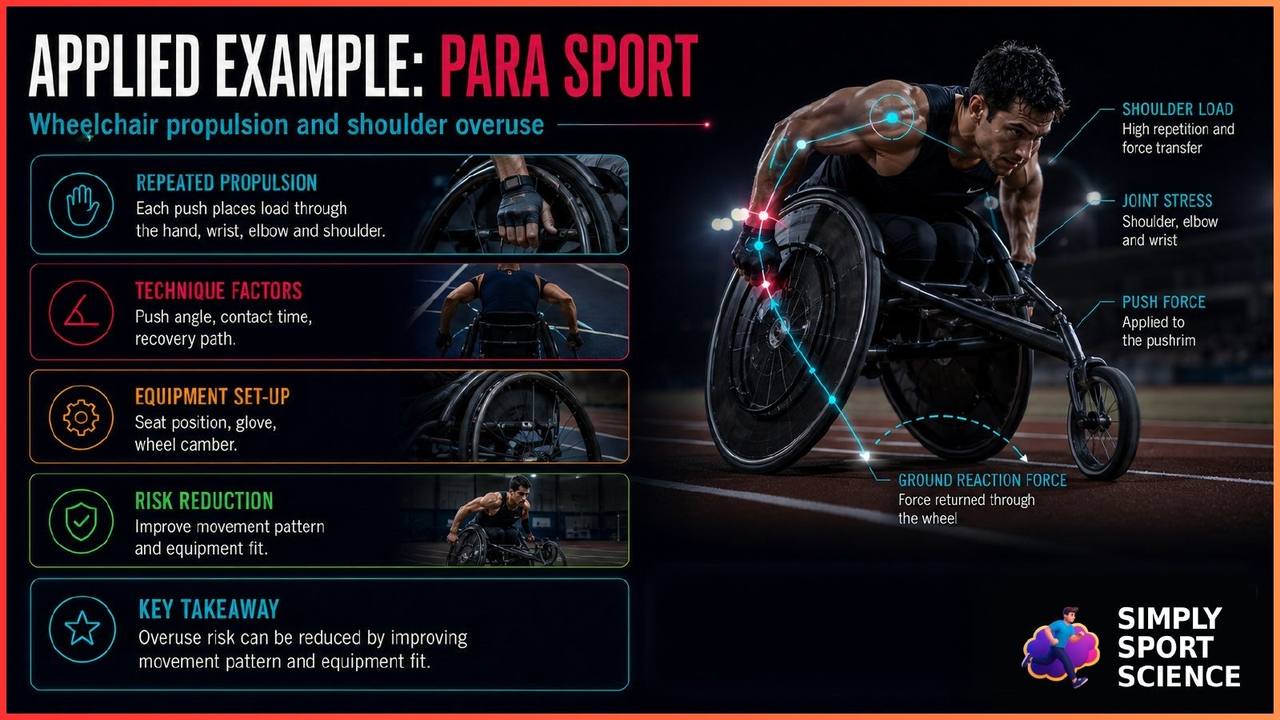 APPLIED EXAMPLE: PARA SPORT
Wheelchair propulsion and shoulder overuse
REPEATED PROPULSION
Each push places load through
the hand, wrist, elbow and shoulder.
TECHNIQUE FACTORS
Push angle, contact time,
recovery path.
EQUIPMENT SET-UP
Seat position, glove,
wheel camber.
RISK REDUCTION
Improve movement pattern
and equipment fit.
KEY TAKEAWAY
Overuse risk can be reduced by improving
movement pattern and equipment fit.
SHOULDER LOAD
High repetition and
force transfer
JOINT STRESS
Shoulder, elbow
and wrist
PUSH FORCE
Applied to
the pushrim
GROUND REACTION FORCE
Force returned through
the wheel
SIMPLY
SPORT
SCIENCE